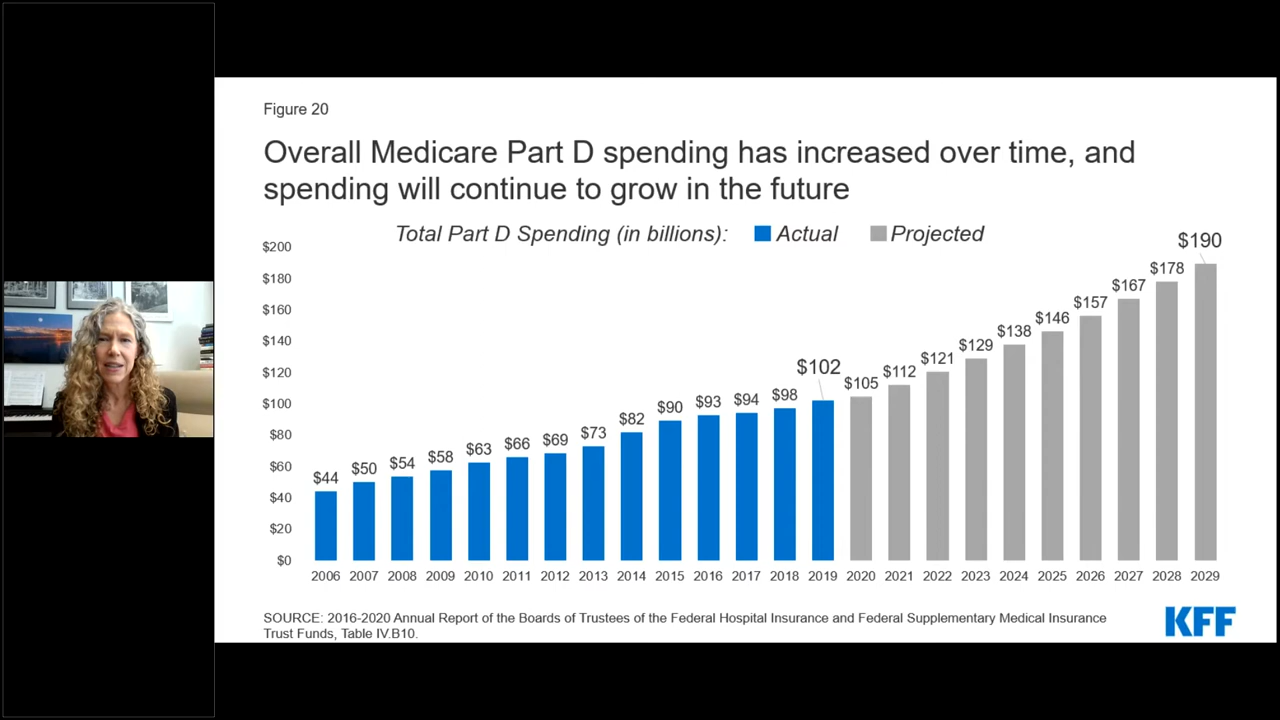 Figure 20
Overall Medicare Part D spending has increased over time, and
spending will continue to grow in the future
Total Part D Spending (in billions): Actual Projected
$200
$180
$160
$140
$120
$100
$80
$60
$40
$20
$0
$44 $50 $54 $58 $63 $66 $69 $73 $82 $90 $93 $94 $98 $102 $105 $112 $121 $129 $138 $146 $157 $167 $178 $190
2006 2007 2008 2009 2010 2011 2012 2013 2014 2015 2016 2017 2018 2019 2020 2021 2022 2023 2024 2025 2026 2027 2028 2029
SOURCE: 2016-2020 Annual Report of the Boards of Trustees of the Federal Hospital Insurance and Federal Supplementary Medical Insurance
Trust Funds, Table IV.B10.
KFF